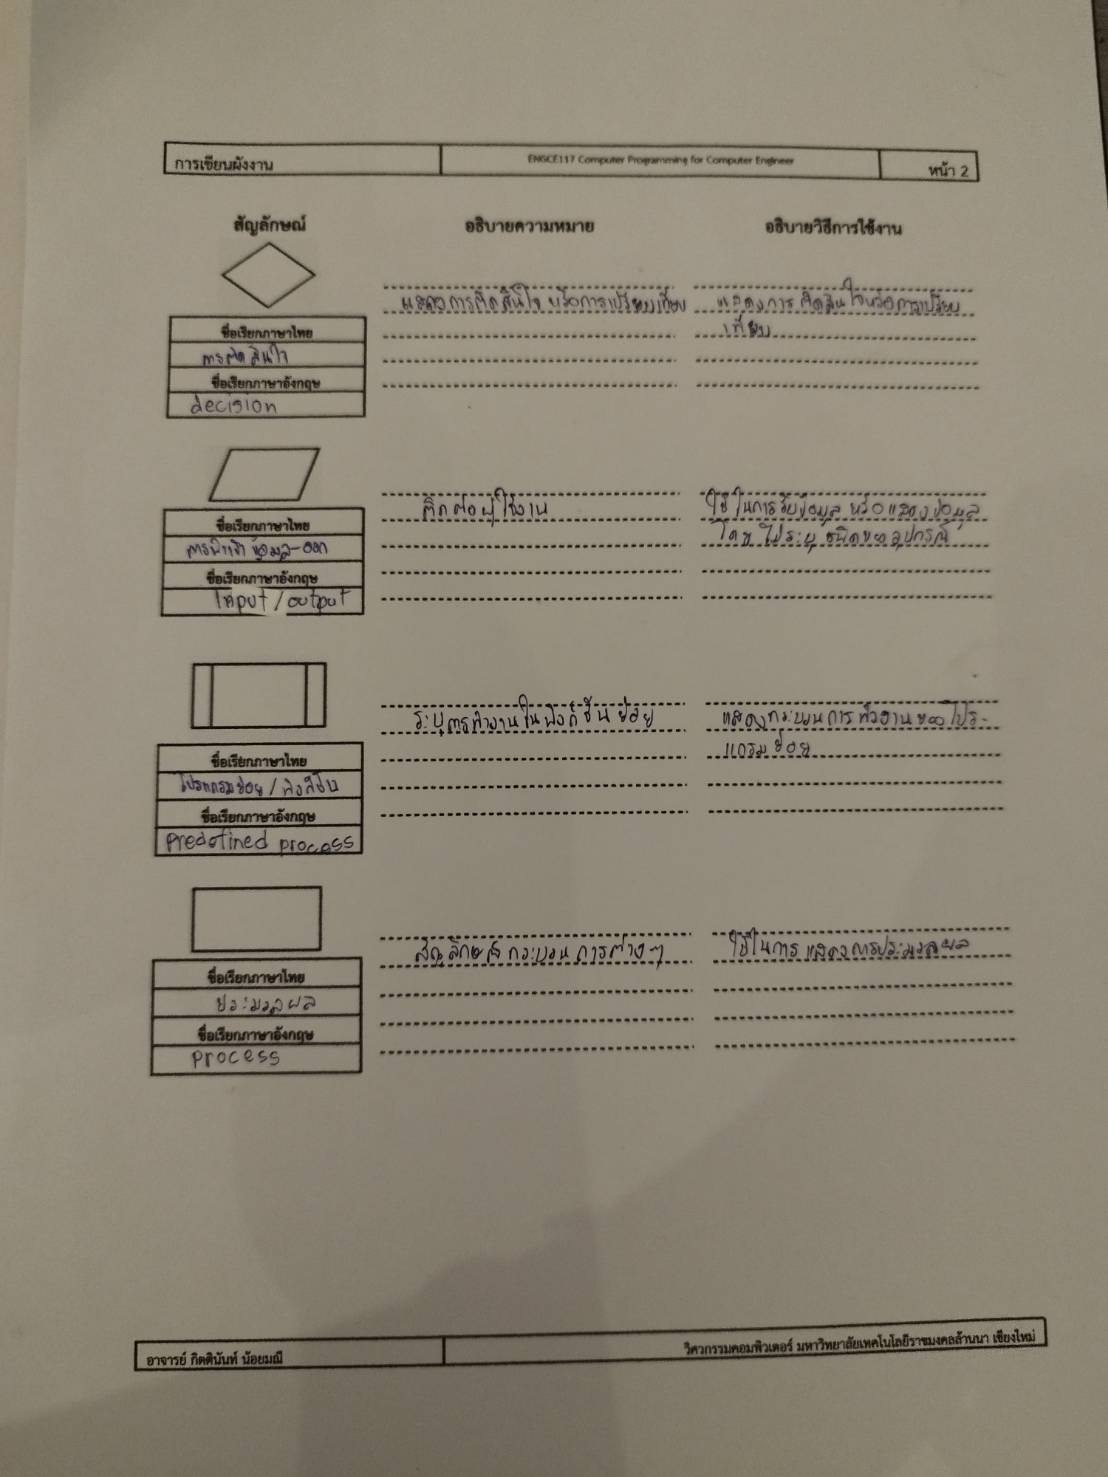 การเขียนผังงาน ENGCE117 Computer Programming for Computer Engineer หน้า 2
สัญลักษณ์ อธิบายความหมาย อธิบายวิธีการใช้งาน
แสดงการตัดสินใจ หรือการเปรียบเทียบ
แสดงการตัดสินใจหรือการเปรียบ
เทียบ
ชื่อเรียกภาษาไทย
การตัดสินใจ
ชื่อเรียกภาษาอังกฤษ
decision
ติดต่อผู้ใช้งาน
ใช้ในการรับข้อมูล หรือแสดงข้อมูล
โดยไม่ระบุชนิดของอุปกรณ์
ชื่อเรียกภาษาไทย
การนำเข้าข้อมูล-ออก
ชื่อเรียกภาษาอังกฤษ
Input/output
ระบุการทำงานในฟังก์ชันย่อย
แสดงกระบวนการทำงานของโปร-
แกรมย่อย
ชื่อเรียกภาษาไทย
โปรแกรมย่อย/ฟังก์ชัน
ชื่อเรียกภาษาอังกฤษ
Predefined process
สัญลักษณ์กระบวนการต่างๆ
ใช้ในการแสดงการประมวลผล
ชื่อเรียกภาษาไทย
ประมวลผล
ชื่อเรียกภาษาอังกฤษ
process
อาจารย์ กิตตินันท์ น้อยมณี วิศวกรรมคอมพิวเตอร์ มหาวิทยาลัยเทคโนโลยีราชมงคลล้านนา เชียงใหม่